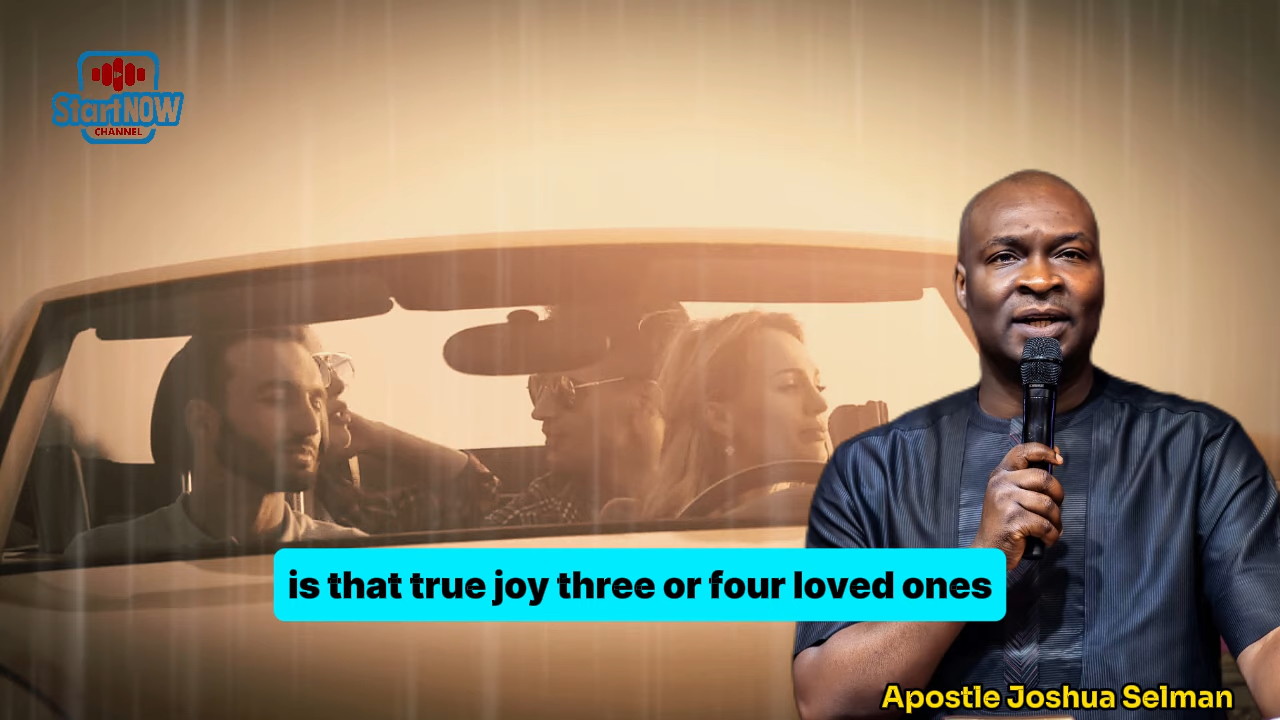 StartNOW
CHANNEL
is that true joy three or four loved ones
Apostle Joshua Selman